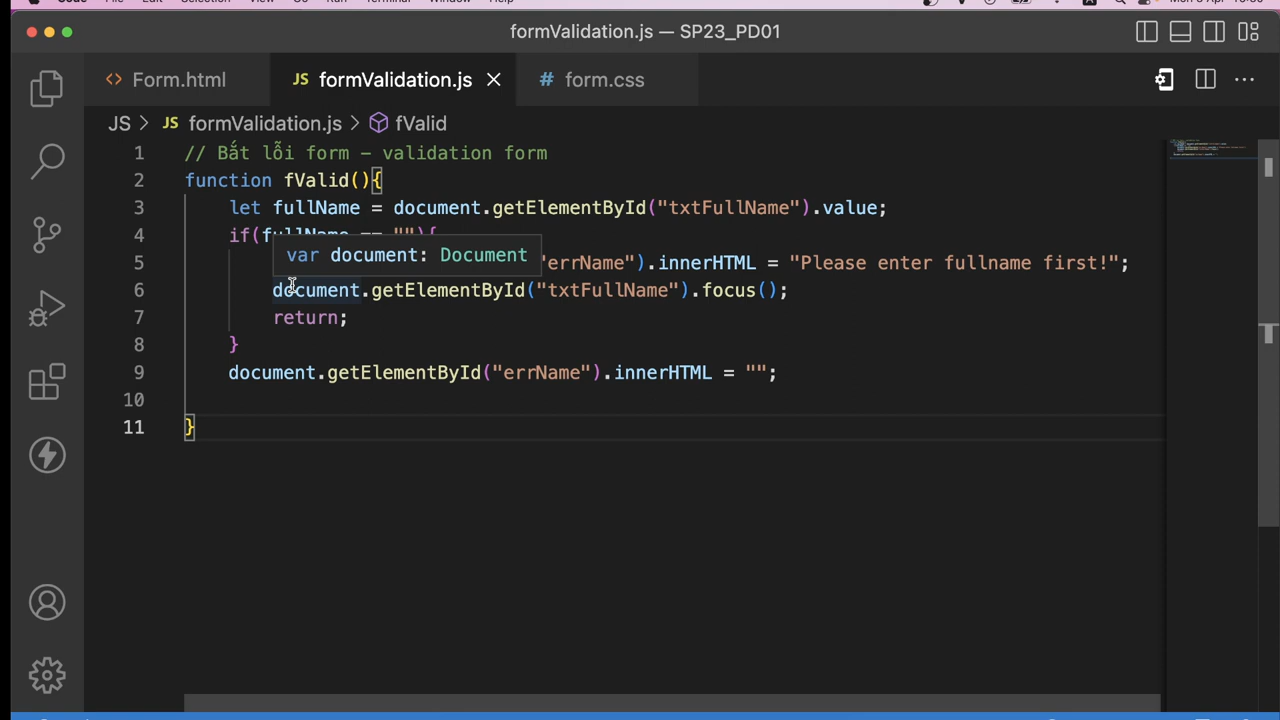 formValidation.js — SP23_PD01
<> Form.html JS formValidation.js × # form.css ···
JS > JS formValidation.js > fValid
1 // Bắt lỗi form – validation form
2 function fValid(){
3 let fullName = document.getElementById("txtFullName").value;
4 if(fullName == ""){
var document: Document
5 "errName").innerHTML = "Please enter fullname first!";
6 document.getElementById("txtFullName").focus();
7 return;
8 }
9 document.getElementById("errName").innerHTML = "";
10
11 }